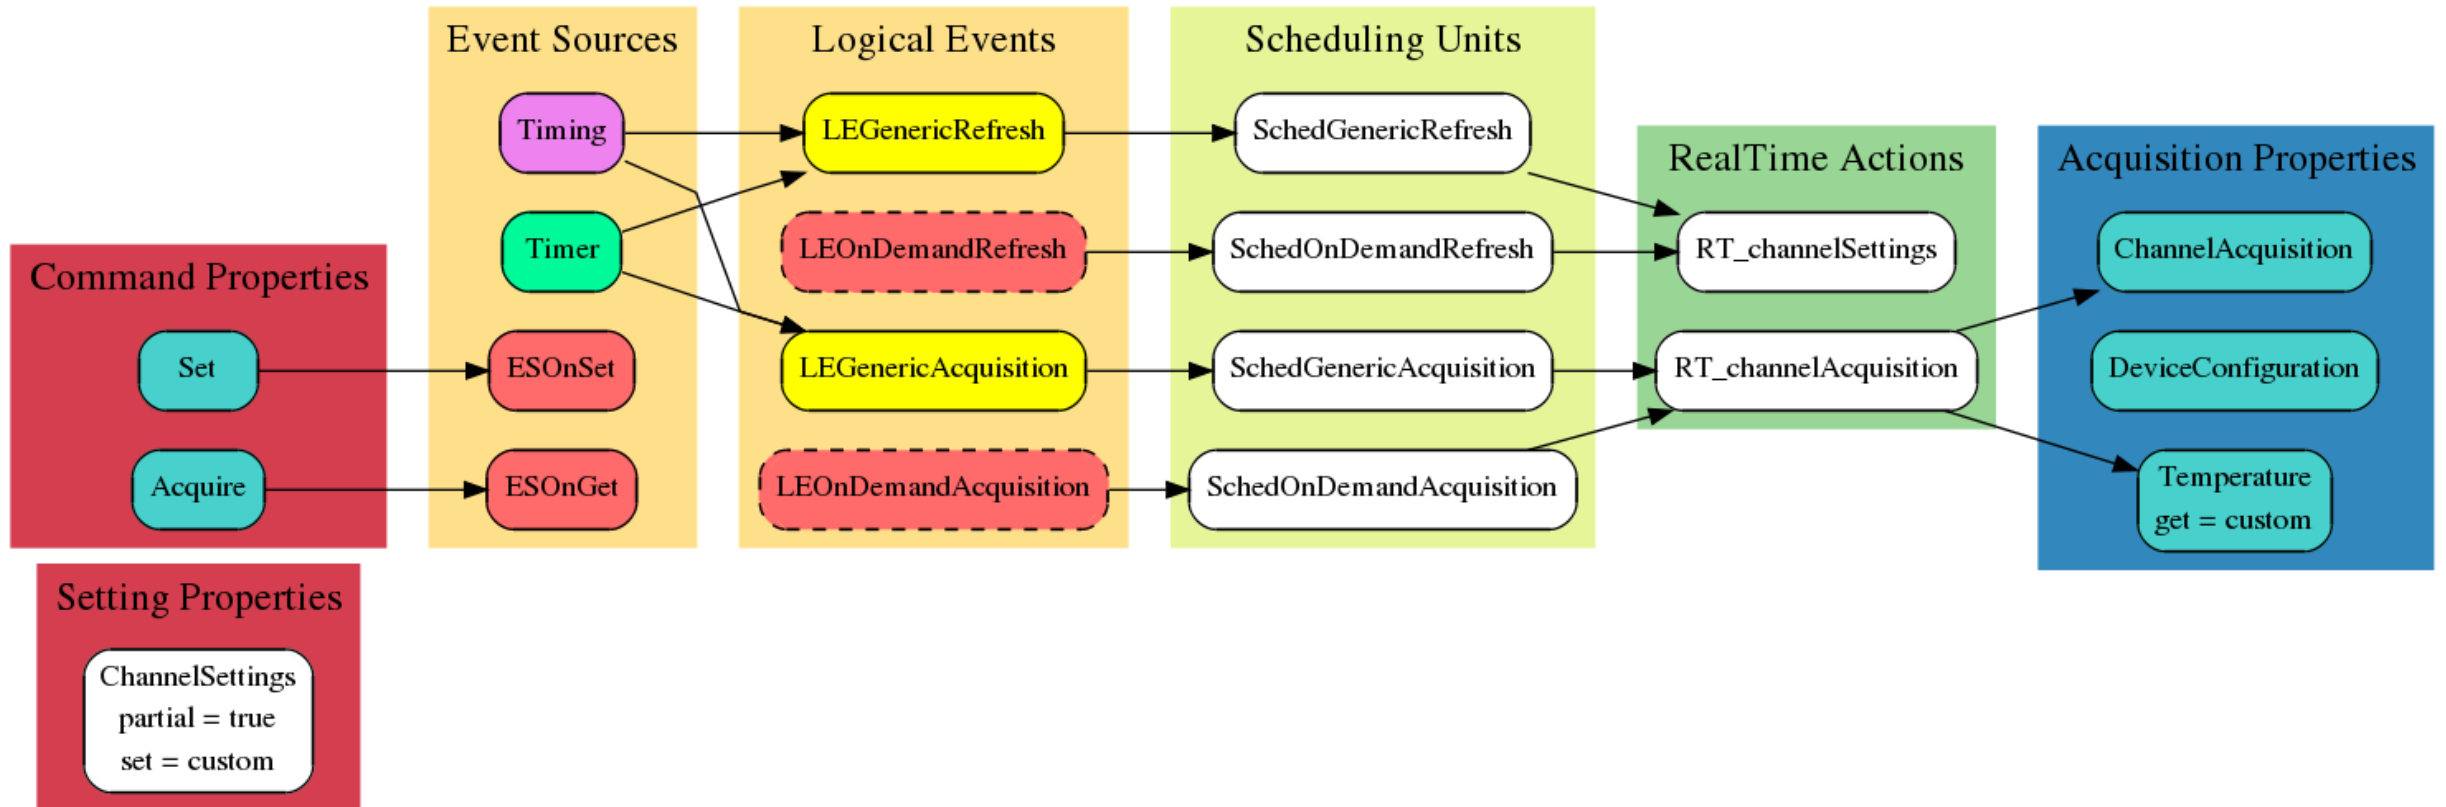 Command Properties
Set
Acquire
Setting Properties
ChannelSettings
partial = true
set = custom
Event Sources
Timing
Timer
ESOnSet
ESOnGet
Logical Events
LEGenericRefresh
LEOnDemandRefresh
LEGenericAcquisition
LEOnDemandAcquisition
Scheduling Units
SchedGenericRefresh
SchedOnDemandRefresh
SchedGenericAcquisition
SchedOnDemandAcquisition
RealTime Actions
RT_channelSettings
RT_channelAcquisition
Acquisition Properties
ChannelAcquisition
DeviceConfiguration
Temperature
get = custom